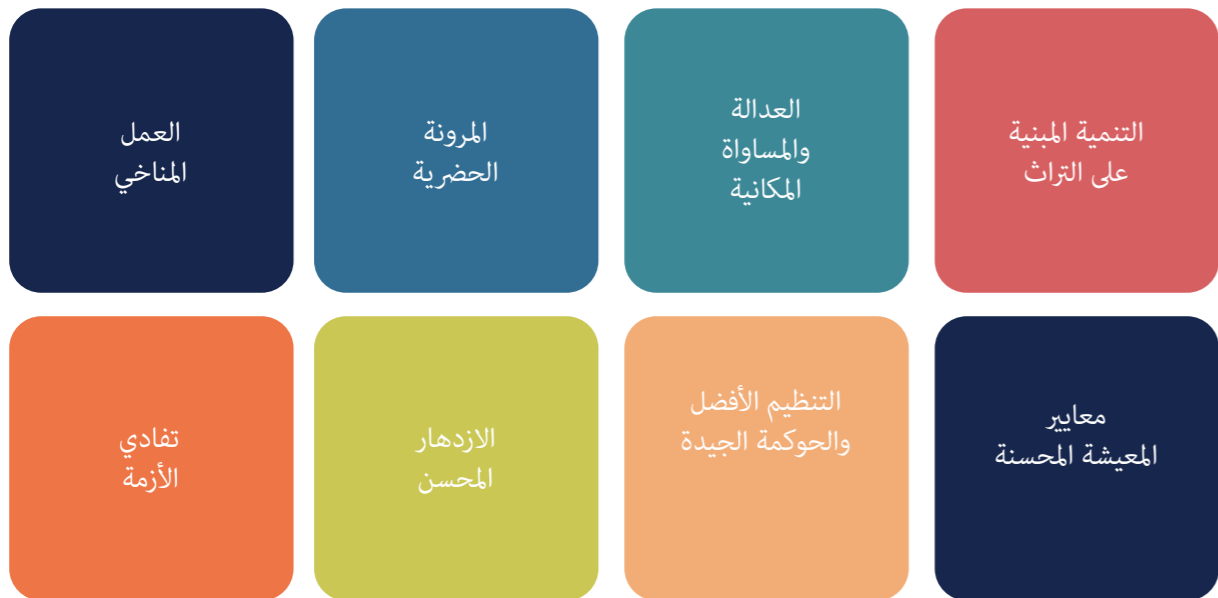 التنمية المبنية
على التراث
العدالة
والمساواة
المكانية
المرونة
الحضرية
العمل
المناخي
معايير
المعيشة المحسنة
التنظيم الأفضل
والحوكمة الجيدة
الازدهار
المحسن
تفادي
الأزمة